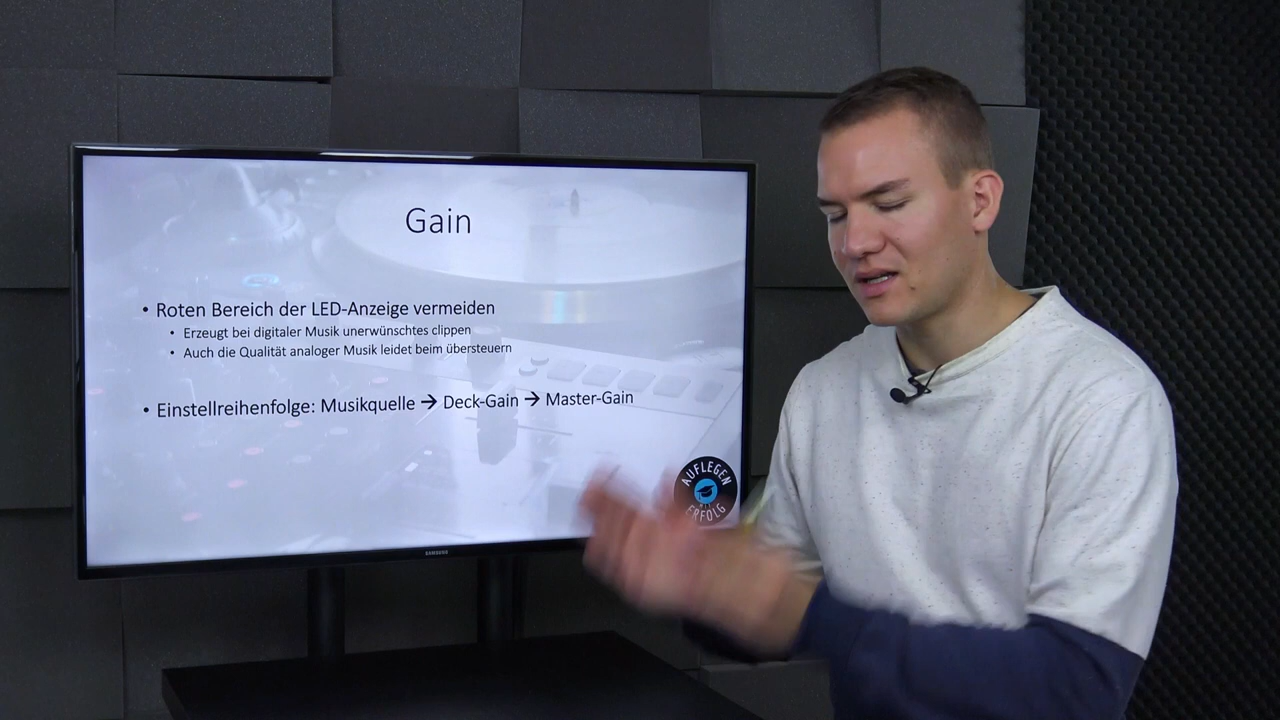 Gain
• Roten Bereich der LED-Anzeige vermeiden
• Erzeugt bei digitaler Musik unerwünschtes clippen
• Auch die Qualität analoger Musik leidet beim übersteuern
• Einstellreihenfolge: Musikquelle → Deck-Gain → Master-Gain
AUFLEGEN
MIT
ERFOLG
SAMSUNG